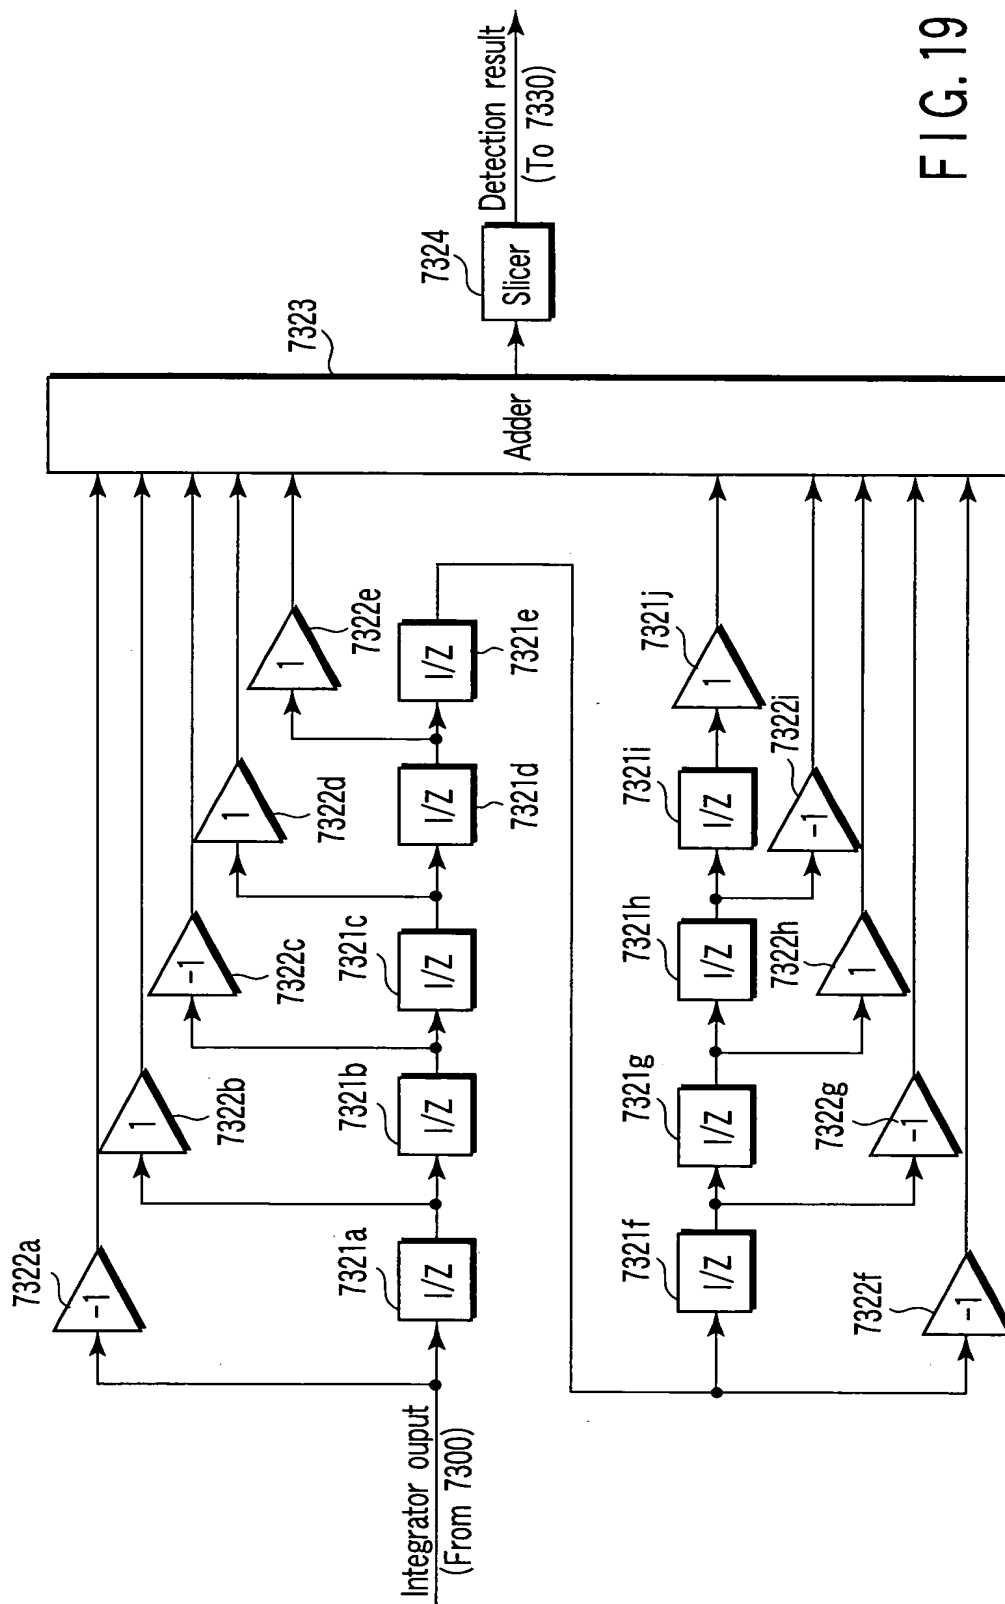 7322a
-1
7322b
1
7322c
-1
7322d
1
7322e
1
Integrator ouput
(From 7300)
7321a
I/Z
7321b
I/Z
7321c
I/Z
7321d
I/Z
7321e
I/Z
7323
Adder
7324
Slicer
Detection result
(To 7330)
7321f
I/Z
7321g
I/Z
7321h
I/Z
7321i
I/Z
7321j
1
7322f
-1
7322g
-1
7322h
1
7322i
-1
FIG. 19